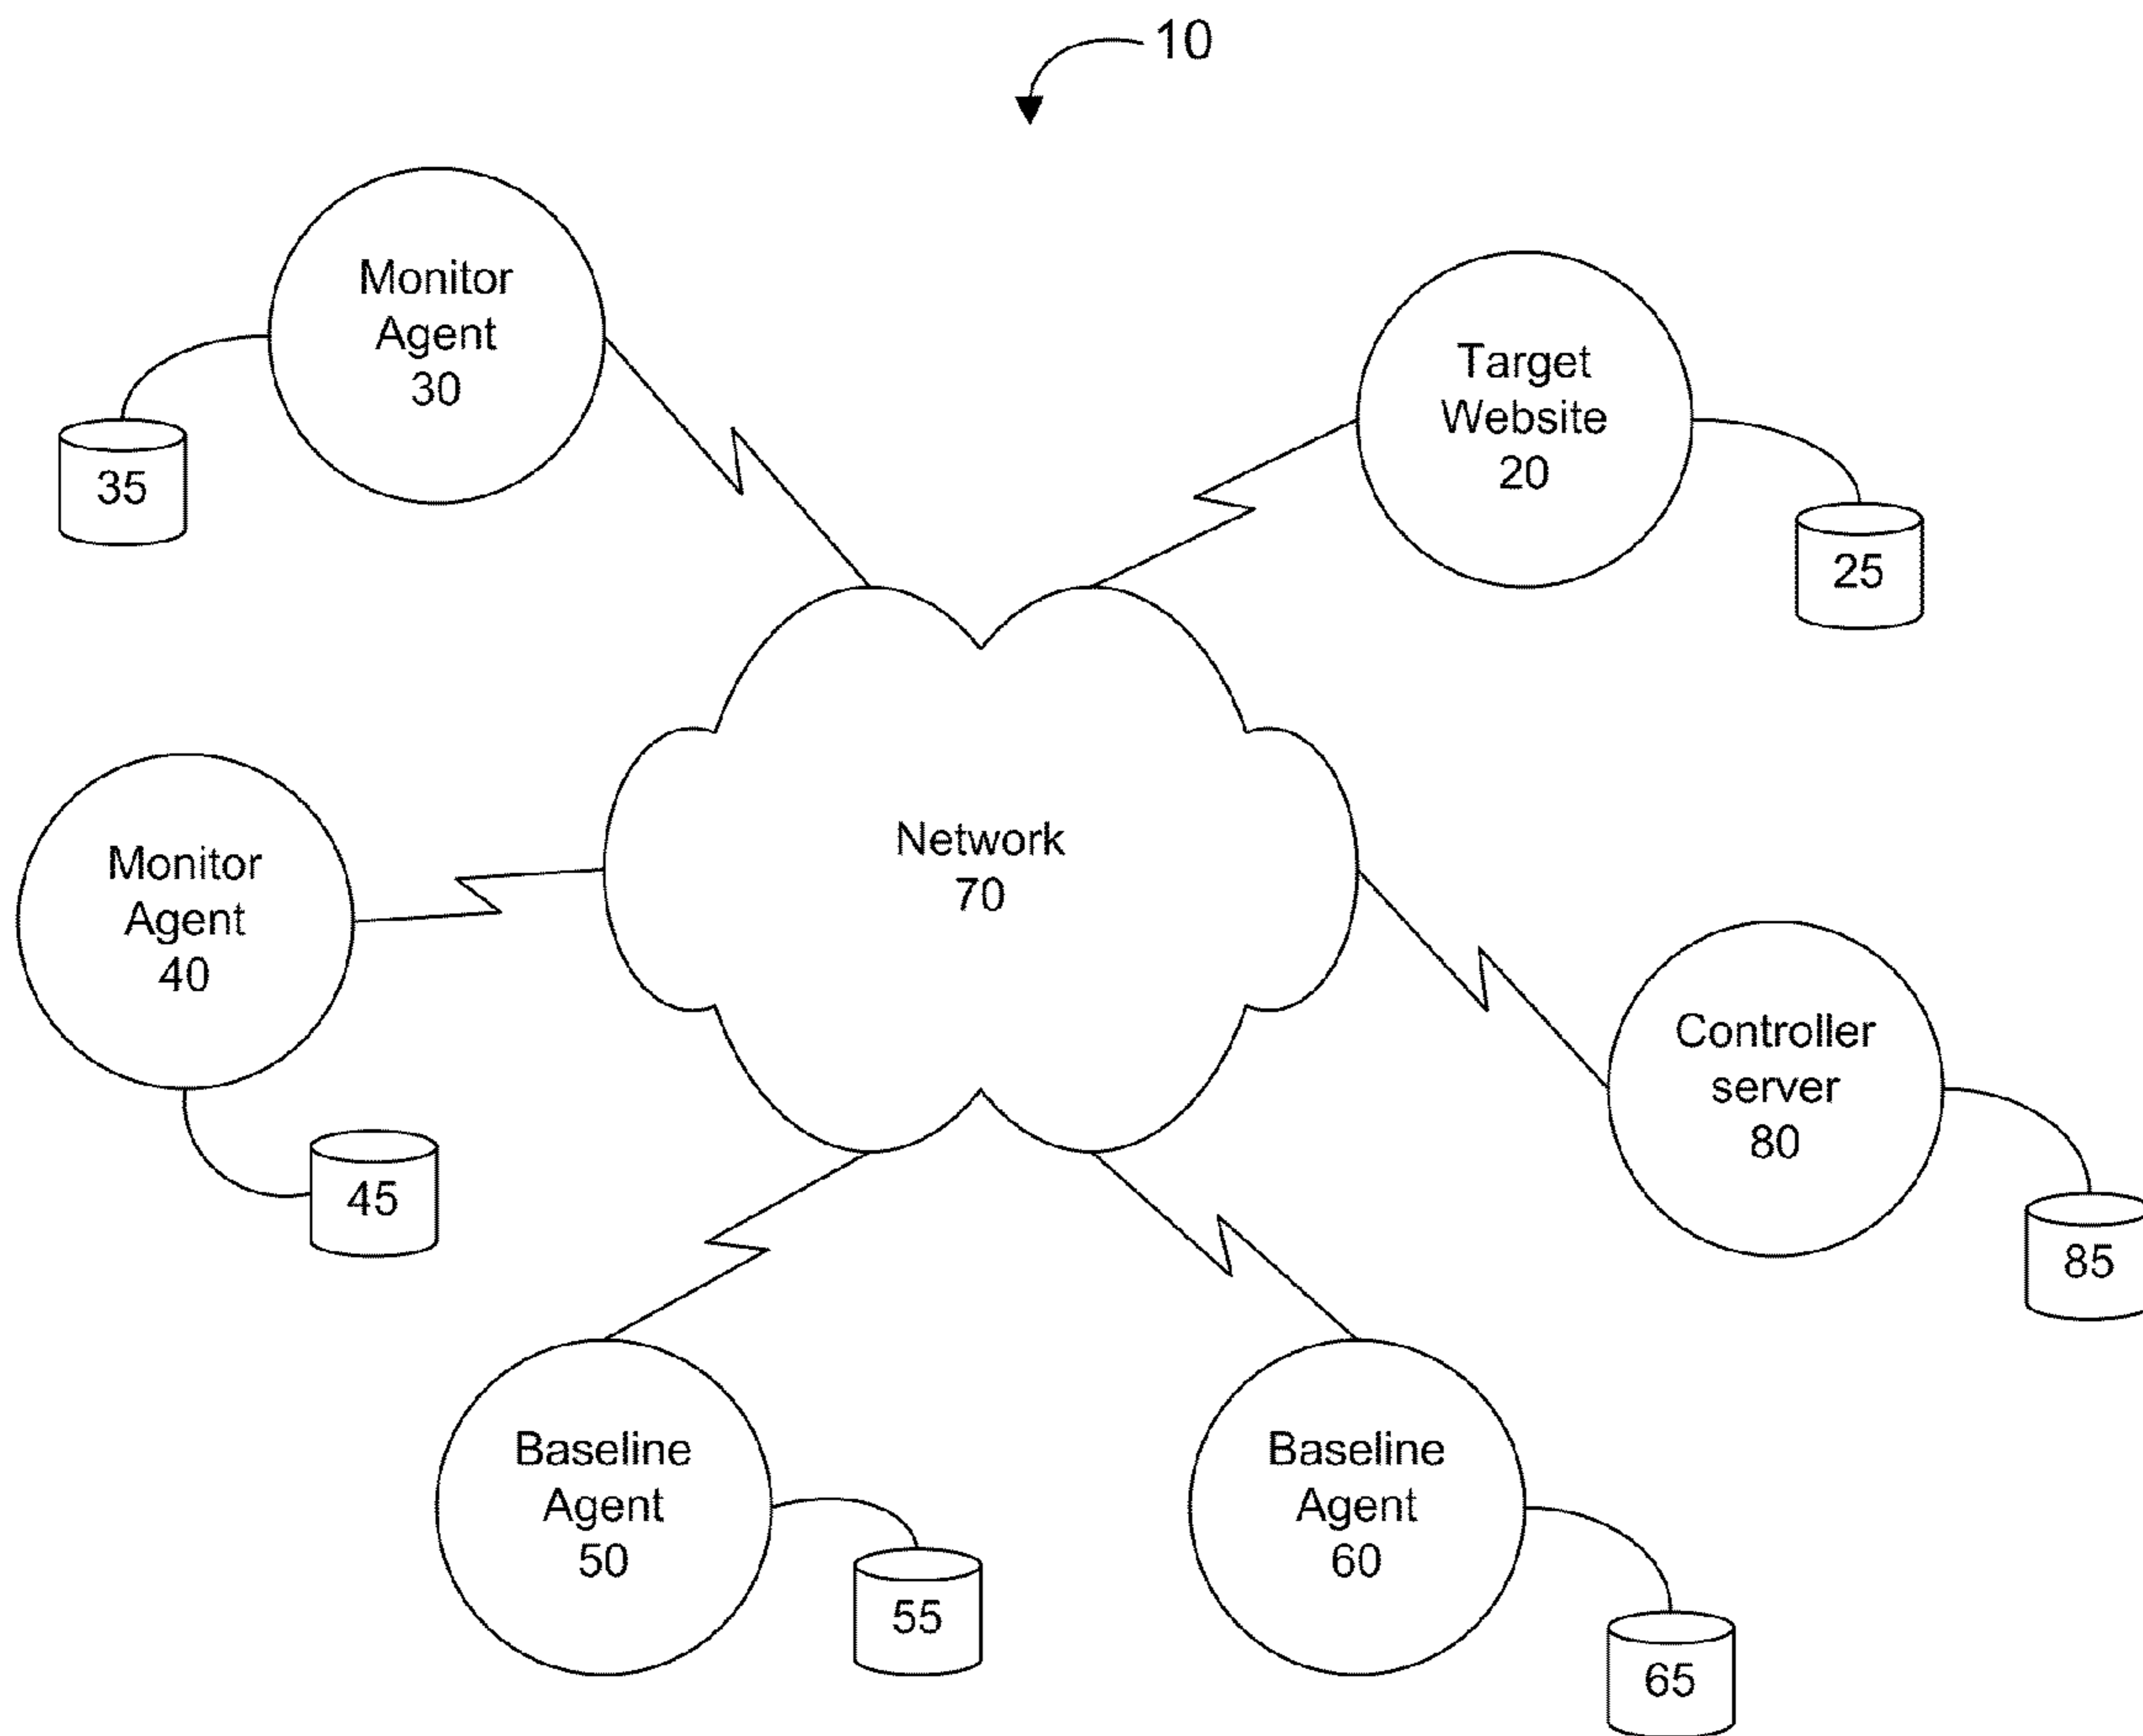 10
Monitor
Agent
30
35
Target
Website
20
25
Network
70
Monitor
Agent
40
45
Controller
server
80
85
Baseline
Agent
50
55
Baseline
Agent
60
65